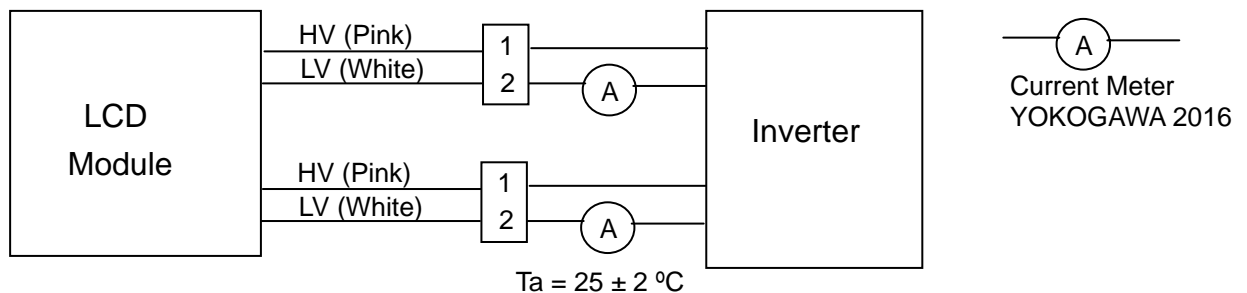 HV (Pink)
1
LV (White)
2
A
A
Current Meter
YOKOGAWA 2016
LCD
Module
Inverter
HV (Pink)
1
LV (White)
2
A
Ta = 25 ± 2 ºC